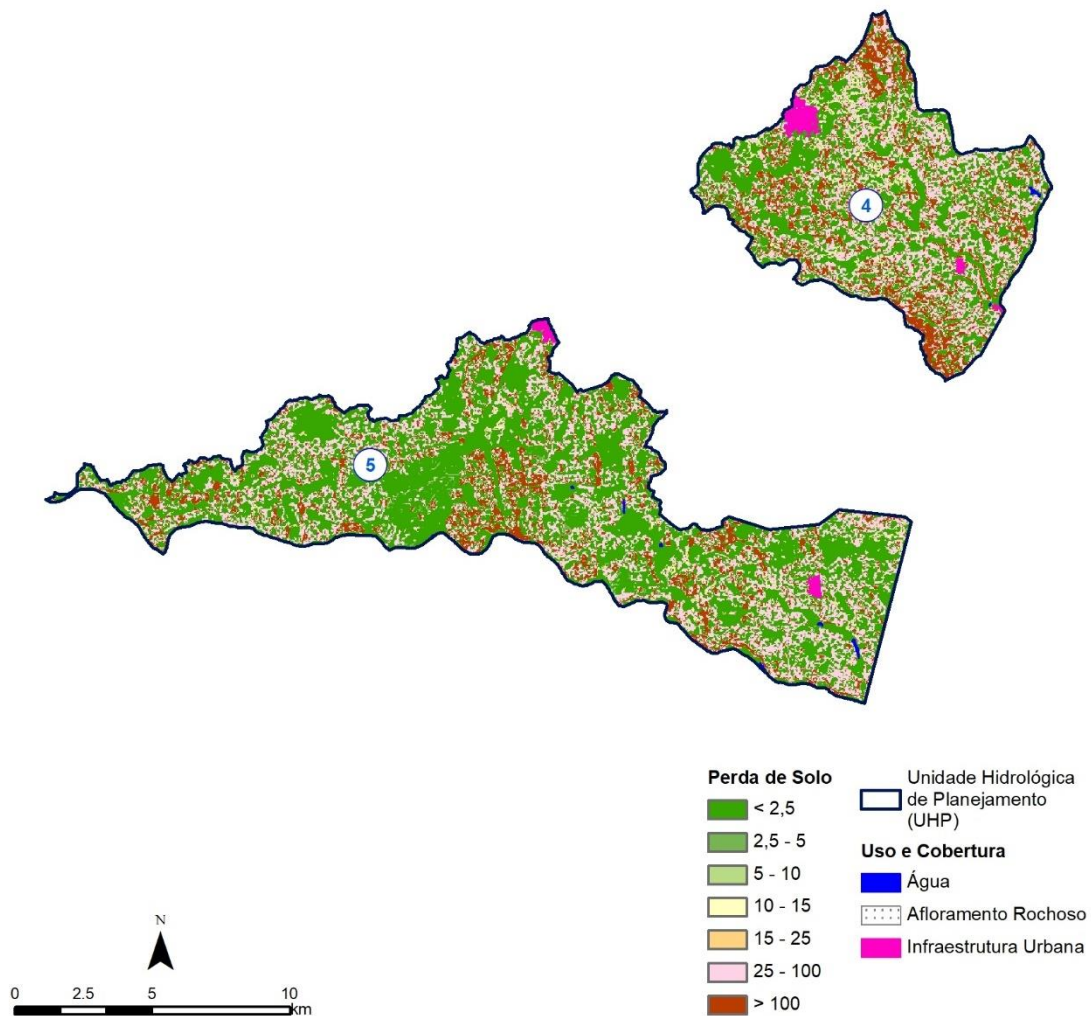 4
5
Perda de Solo
< 2,5
2,5 - 5
5 - 10
10 - 15
15 - 25
25 - 100
> 100
Unidade Hidrológica
de Planejamento
(UHP)
Uso e Cobertura
Água
Afloramento Rochoso
Infraestrutura Urbana
N
0 2.5 5 10
km